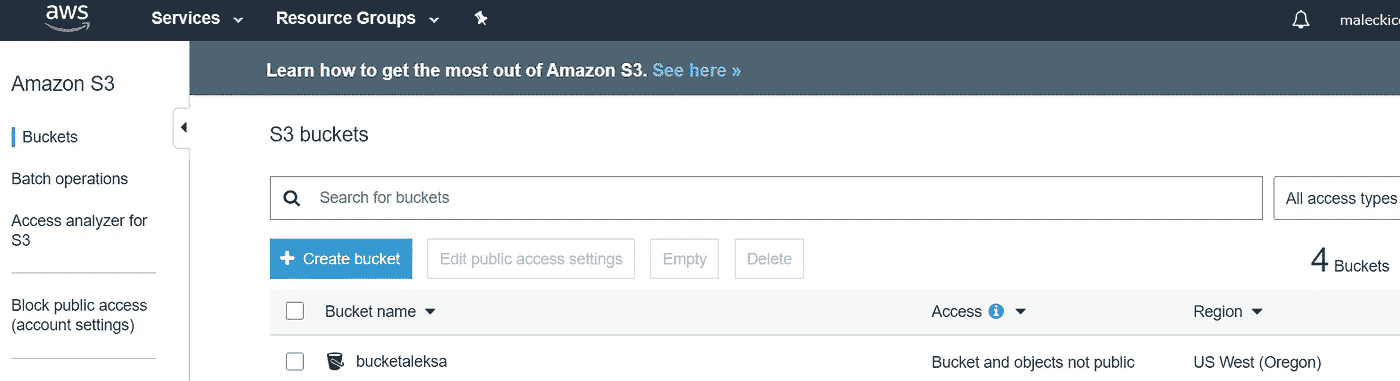 aws Services Resource Groups
Learn how to get the most out of Amazon S3. See here »
Amazon S3
Buckets
Batch operations
Access analyzer for
S3
Block public access
(account settings)
S3 buckets
Search for buckets
All access types
Create bucket Edit public access settings Empty Delete
4 Buckets
Bucket name Access Region
bucketaleksa Bucket and objects not public US West (Oregon)